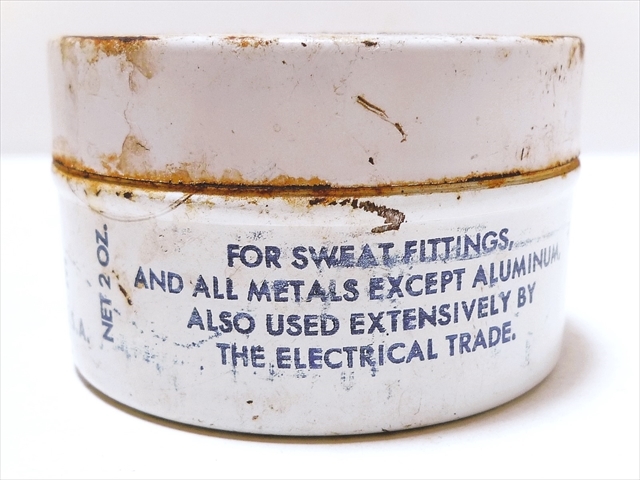 FOR SWEAT FITTINGS,
AND ALL METALS EXCEPT ALUMINUM,
ALSO USED EXTENSIVELY BY
THE ELECTRICAL TRADE.
NET 2 OZ.
.A.